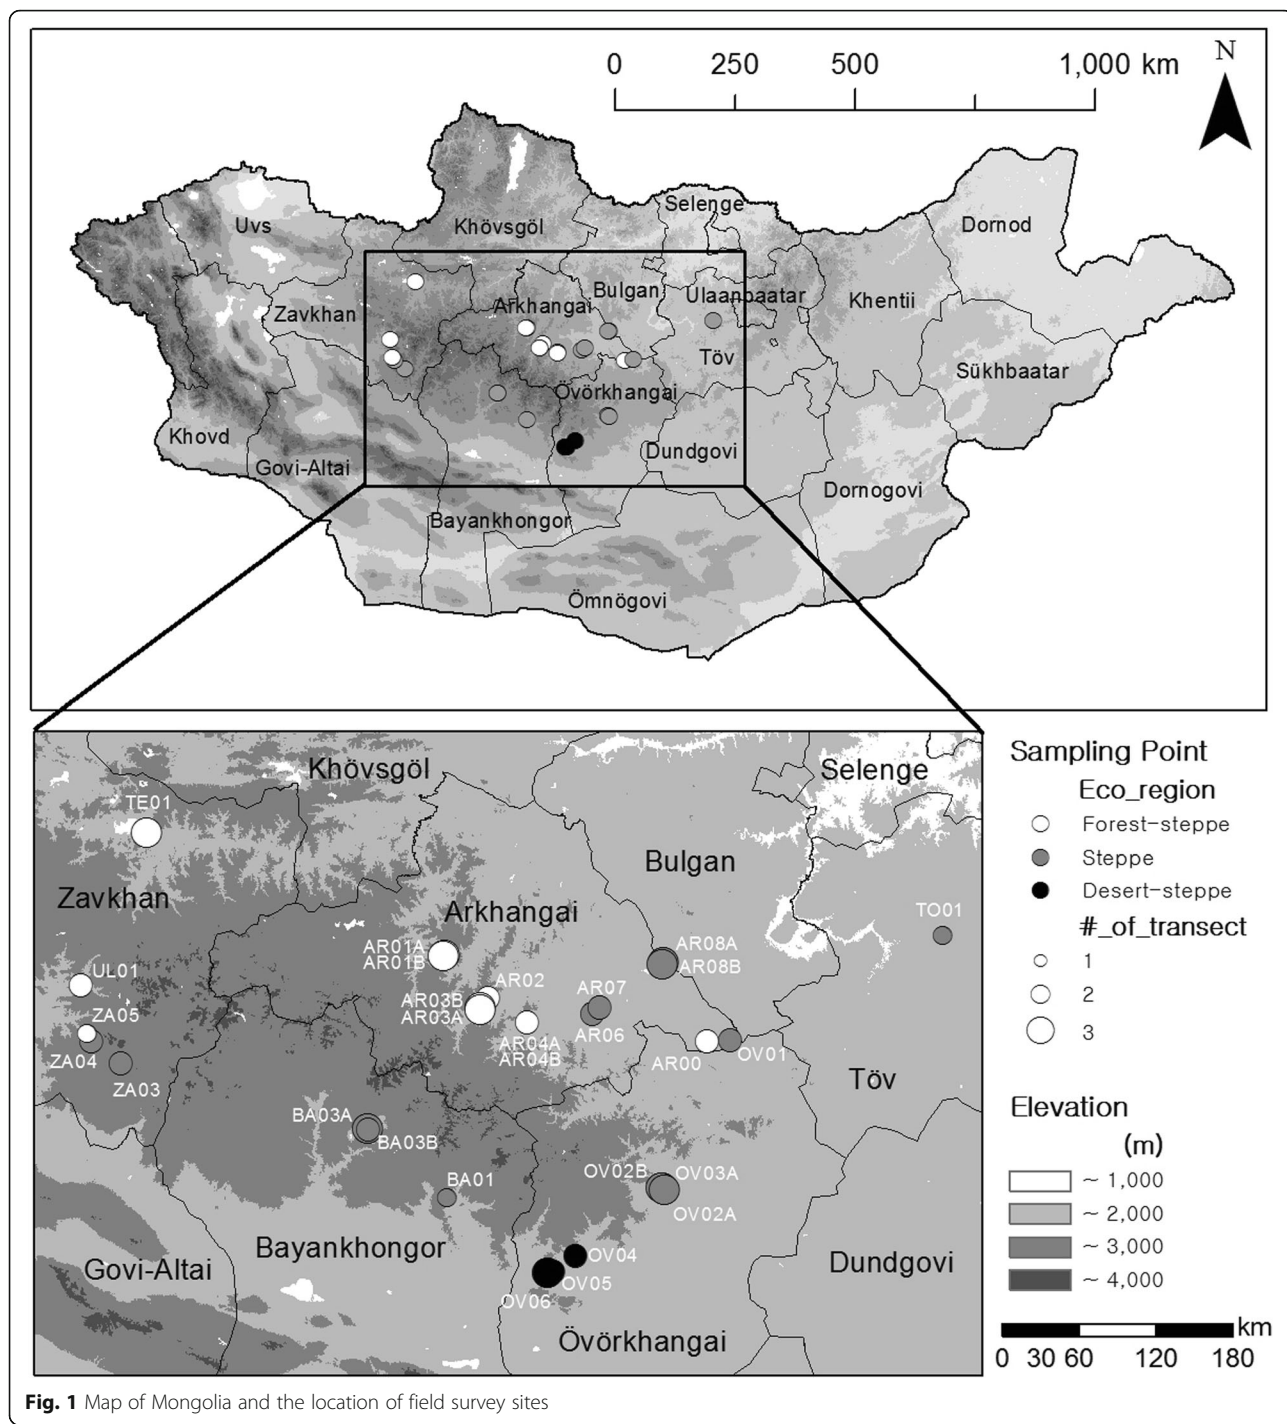 0 250 500 1,000 km
N
Selenge
Uvs
Khövsgöl
Dornod
Bulgan
Ulaanbaatar
Khentii
Zavkhan
Arkhangai
Töv
Sükhbaatar
Övörkhangai
Khovd
Govi-Altai
Dundgovi
Dornogovi
Bayankhongor
Ömnögovi
Khövsgöl
Selenge
TE01
Bulgan
Zavkhan
Arkhangai
TO01
AR01A
AR01B
AR08A
AR08B
UL01
AR02
AR03B
AR03A
AR07
AR06
ZA05
AR04A
AR04B
AR00
OV01
ZA04
ZA03
Töv
BA03A
BA03B
BA01
OV02B
OV03A
OV02A
Bayankhongor
OV04
OV05
OV06
Govi-Altai
Dundgovi
Övörkhangai
Sampling Point
Eco_region
Forest-steppe
Steppe
Desert-steppe
#_of_transect
1
2
3
Elevation
(m)
~ 1,000
~ 2,000
~ 3,000
~ 4,000
km
0 30 60 120 180
Fig. 1 Map of Mongolia and the location of field survey sites